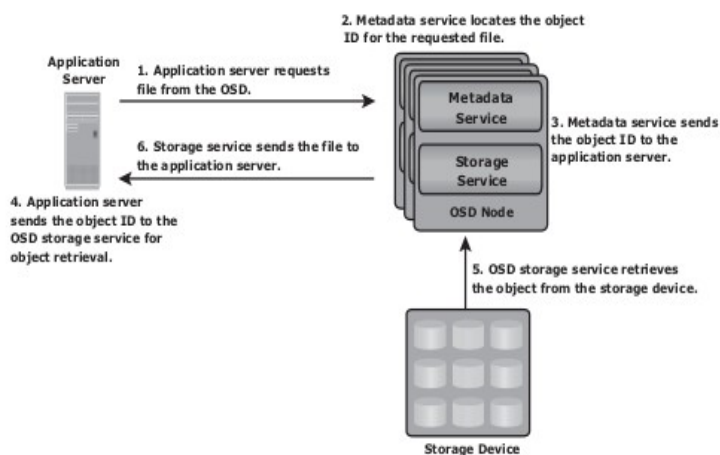 2. Metadata service locates the object
ID for the requested file.
Application
Server
1. Application server requests
file from the OSD.
Metadata
Service
3. Metadata service sends
the object ID to the
application server.
6. Storage service sends the file to
the application server.
Storage
Service
4. Application server
sends the object ID to the
OSD storage service for
object retrieval.
OSD Node
5. OSD storage service retrieves
the object from the storage device.
Storage Device